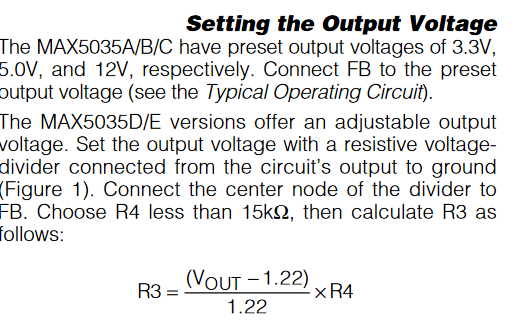 Setting the Output Voltage
The MAX5035A/B/C have preset output voltages of 3.3V,
5.0V, and 12V, respectively. Connect FB to the preset
output voltage (see the Typical Operating Circuit).
The MAX5035D/E versions offer an adjustable output
voltage. Set the output voltage with a resistive voltage-
divider connected from the circuit's output to ground
(Figure 1). Connect the center node of the divider to
FB. Choose R4 less than 15kΩ, then calculate R3 as
follows:
R3 = (VOUT − 1.22) / 1.22 × R4